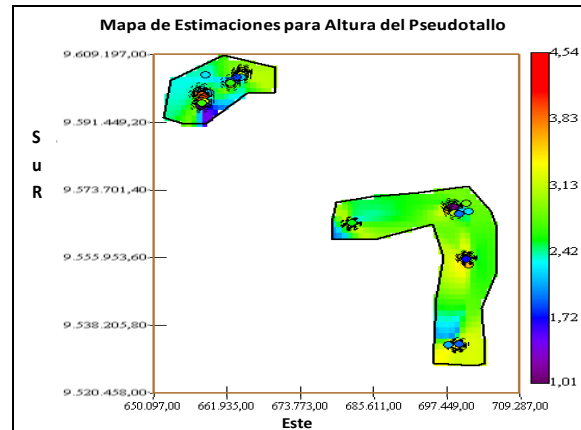 Mapa de Estimaciones para Altura del Pseudotallo
9.609.197,00
9.591.449,20
9.573.701,40
9.555.953,60
9.538.205,80
9.520.458,00
S
u
R
650.097,00 661.935,00 673.773,00 685.611,00 697.449,00 709.287,00
Este
4,54
3,13
2,42
1,72
1,01